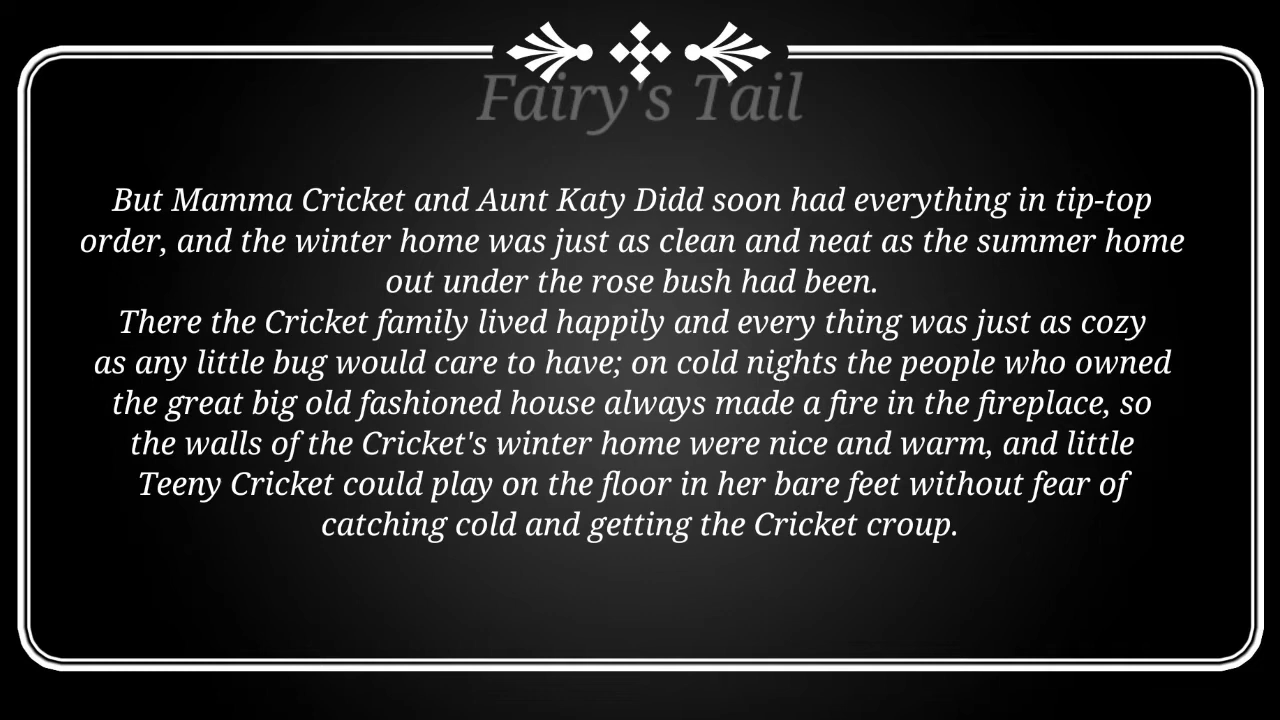 Fairy's Tail
But Mamma Cricket and Aunt Katy Didd soon had everything in tip-top
order, and the winter home was just as clean and neat as the summer home
out under the rose bush had been.
There the Cricket family lived happily and every thing was just as cozy
as any little bug would care to have; on cold nights the people who owned
the great big old fashioned house always made a fire in the fireplace, so
the walls of the Cricket's winter home were nice and warm, and little
Teeny Cricket could play on the floor in her bare feet without fear of
catching cold and getting the Cricket croup.